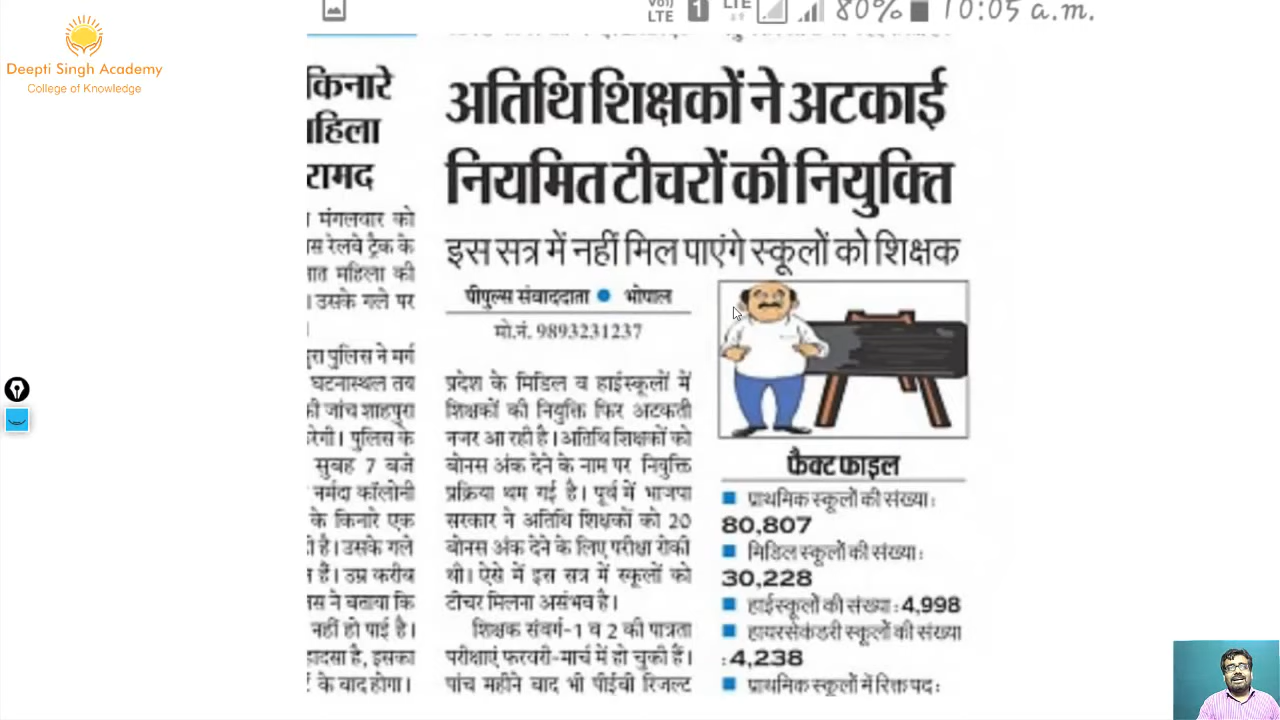 Vo))
LTE 1 LTE 80% 10:05 a.m.
Deepti Singh Academy
College of Knowledge
किनारे
हिला
रामद
मंगलवार को
स रेलवे ट्रैक के
ात महिला की
। उसके गले पर
।
रा पुलिस ने मर्ग
घटनास्थल तय
की जांच शाहपुरा
रेगी। पुलिस के
सुबह 7 बजे
नर्मदा कॉलोनी
के किनारे एक
है। उसके गले
हैं। उम्र करीब
स ने बताया कि
नहीं हो पाई है।
हादसा है, इसका
के बाद होगा।
अतिथि शिक्षकों ने अटकाई
नियमित टीचरों की नियुक्ति
इस सत्र में नहीं मिल पाएंगे स्कूलों को शिक्षक
पीपुल्स संवाददाता ● भोपाल
मो.नं. 9893231237
प्रदेश के मिडिल व हाईस्कूलों में
शिक्षकों की नियुक्ति फिर अटकती
नजर आ रही है। अतिथि शिक्षकों को
बोनस अंक देने के नाम पर नियुक्ति
प्रक्रिया थम गई है। पूर्व में भाजपा
सरकार ने अतिथि शिक्षकों को 20
बोनस अंक देने के लिए परीक्षा रोकी
थी। ऐसे में इस सत्र में स्कूलों को
टीचर मिलना असंभव है।
शिक्षक संवर्ग-1 व 2 की पात्रता
परीक्षाएं फरवरी-मार्च में हो चुकी हैं।
पांच महीने बाद भी पीईबी रिजल्ट
फैक्ट फाइल
■ प्राथमिक स्कूलों की संख्या :
80,807
■ मिडिल स्कूलों की संख्या :
30,228
■ हाईस्कूलों की संख्या : 4,998
■ हायरसेकंडरी स्कूलों की संख्या
: 4,238
■ प्राथमिक स्कूलों में रिक्त पद :